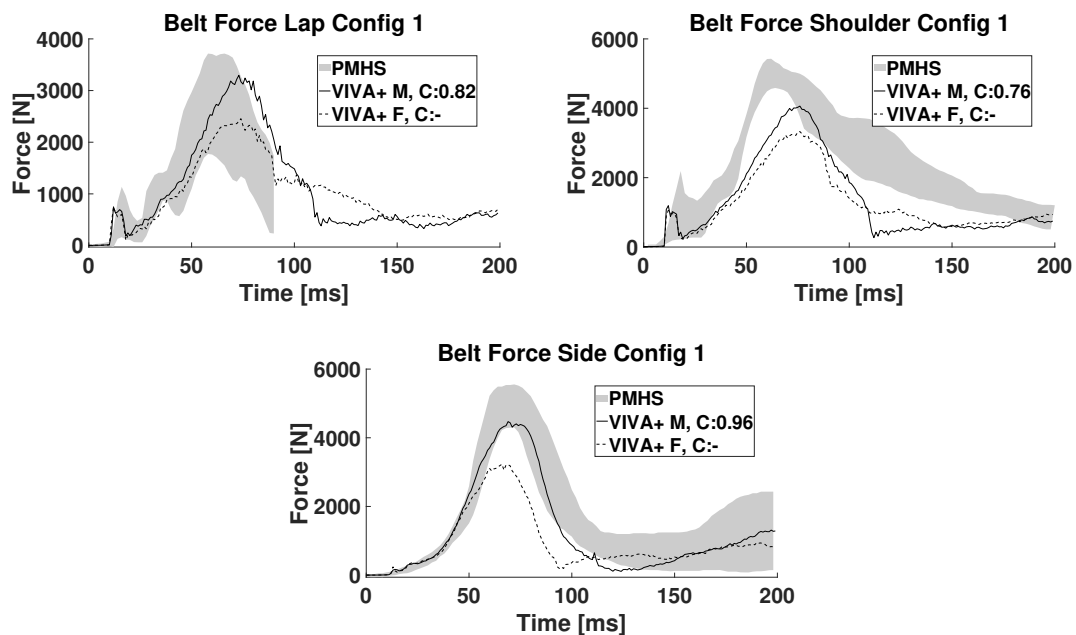 Belt Force Lap Config 1
4000
3000
2000
1000
0
Force [N]
PMHS
VIVA+ M, C:0.82
VIVA+ F, C:-
0 50 100 150 200
Time [ms]
Belt Force Shoulder Config 1
6000
4000
2000
0
Force [N]
PMHS
VIVA+ M, C:0.76
VIVA+ F, C:-
0 50 100 150 200
Time [ms]
Belt Force Side Config 1
6000
4000
2000
0
Force [N]
PMHS
VIVA+ M, C:0.96
VIVA+ F, C:-
0 50 100 150 200
Time [ms]